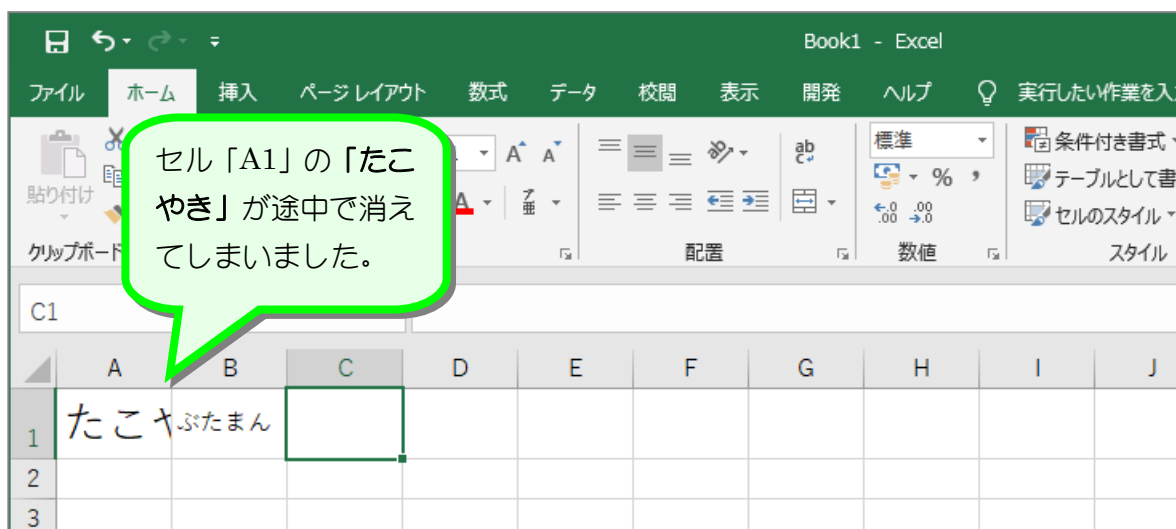 Book1 - Excel
ファイル ホーム 挿入 ページ レイアウト 数式 データ 校閲 表示 開発 ヘルプ 実行したい作業を入
標準
条件付き書式
貼り付け
テーブルとして書
セルのスタイル
クリップボード 配置 数値 スタイル
セル「A1」の「たこ
やき」が途中で消え
てしまいました。
C1
A B C D E F G H I J
1 たこや ぶたまん
2
3